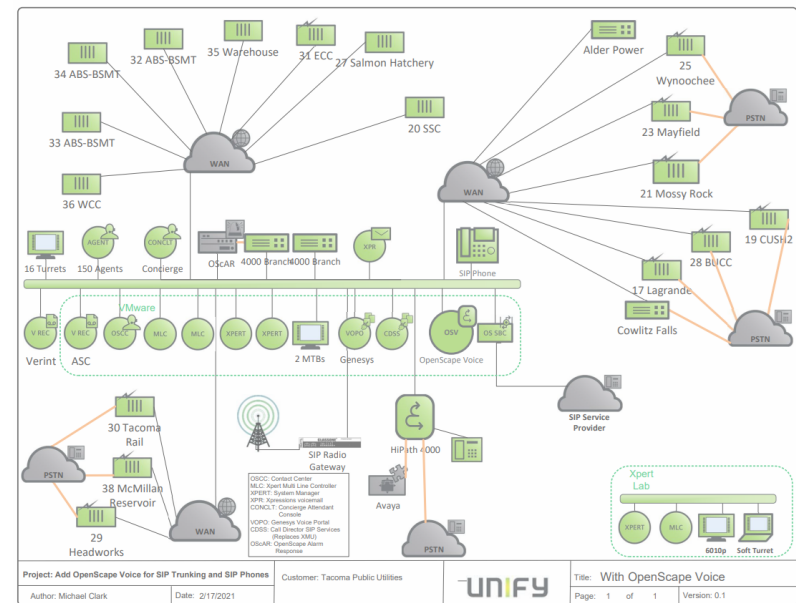 35 Warehouse
32 ABS-BSMT
31 ECC
34 ABS-BSMT
27 Salmon Hatchery
33 ABS-BSMT
20 SSC
36 WCC
WAN
Alder Power
25
Wynoochee
23 Mayfield
21 Mossy Rock
PSTN
WAN
19 CUSH2
28 BUCC
17 Lagrande
Cowlitz Falls
PSTN
16 Turrets
AGENT
150 Agents
CONCLT
Concierge
OScAR
4000 Branch
4000 Branch
XPR
SIP Phone
VMware
V REC
Verint
V REC
ASC
OSCC
MLC
MLC
XPERT
XPERT
2 MTBs
VOPO
Genesys
CDSS
OSV
OpenScape Voice
OS SBC
SIP Service
Provider
30 Tacoma
Rail
PSTN
38 McMillan
Reservoir
29
Headworks
WAN
SIP Radio
Gateway
HiPath 4000
Avaya
PSTN
OSCC: Contact Center
MLC: Xpert Multi Line Controller
XPERT: System Manager
XPR: Xpressions voicemail
CONCLT: Concierge Attendant
Console
VOPO: Genesys Voice Portal
CDSS: Call Director SIP Services
(Replaces XMU)
OScAR: OpenScape Alarm
Response
Xpert
Lab
XPERT
MLC
6010p
Soft Turret
Project: Add OpenScape Voice for SIP Trunking and SIP Phones
Author: Michael Clark
Date: 2/17/2021
Customer: Tacoma Public Utilities
UNIFY
Title: With OpenScape Voice
Page: 1 of 1
Version: 0.1